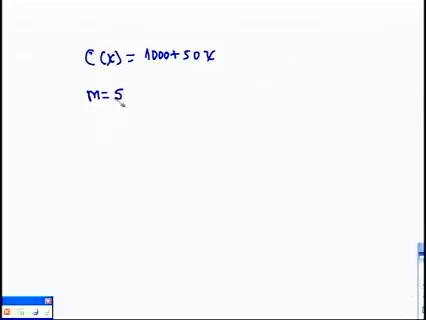 C(x) = 1000 + 50x
m = 5